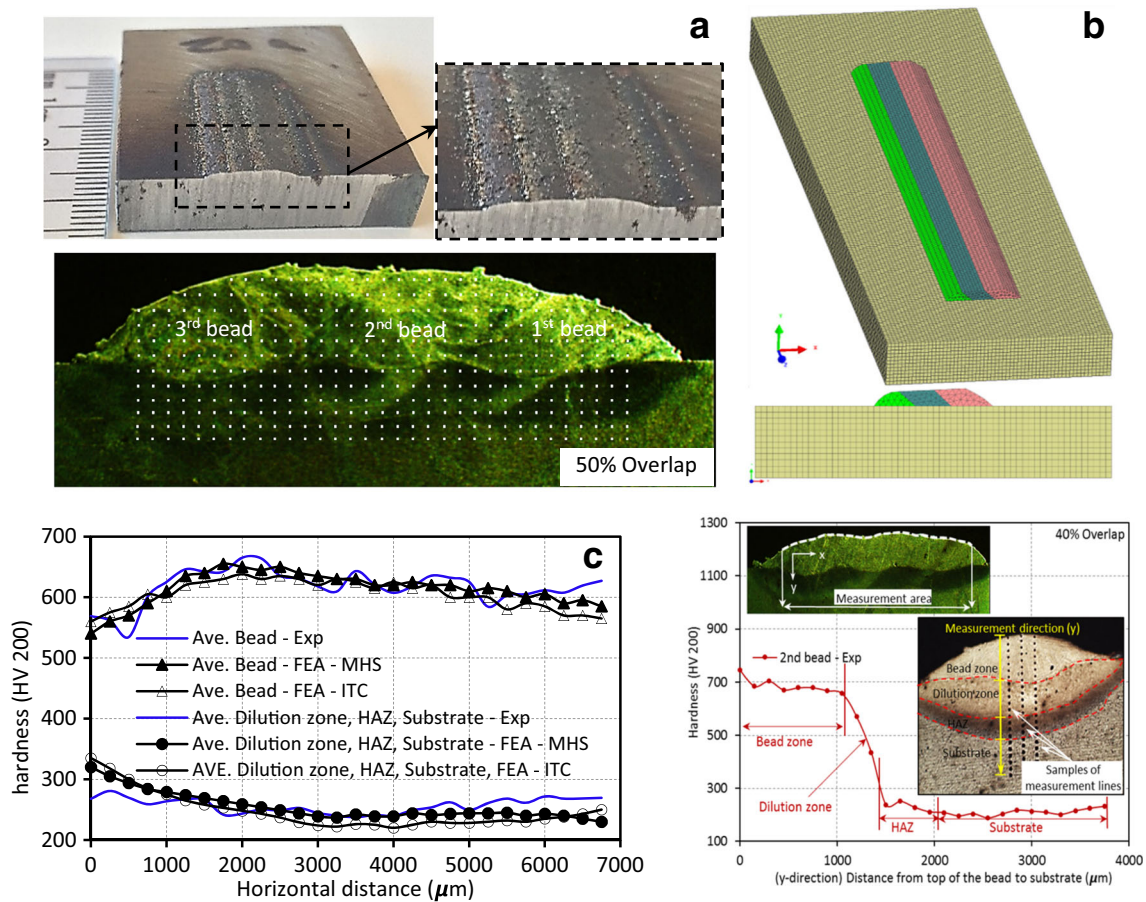 a
b
3rd bead
2nd bead
1st bead
50% Overlap
x
c
700
600
500
400
300
200
hardness (HV 200)
Ave. Bead - Exp
Ave. Bead - FEA - MHS
Ave. Bead - FEA - ITC
Ave. Dilution zone, HAZ, Substrate - Exp
Ave. Dilution zone, HAZ, Substrate - FEA - MHS
AVE. Dilution zone, HAZ, Substrate, FEA - ITC
0 1000 2000 3000 4000 5000 6000 7000
Horizontal distance (μm)
1300
1100
900
700
500
300
100
Hardness (HV 200)
40% Overlap
x
y
Measurement area
2nd bead - Exp
Measurement direction (y)
Bead zone
Dilution zone
HAZ
Substrate
Samples of
measurement lines
Bead zone
Dilution zone
HAZ
Substrate
0 1000 2000 3000 4000
(y-direction) Distance from top of the bead to substrate (μm)